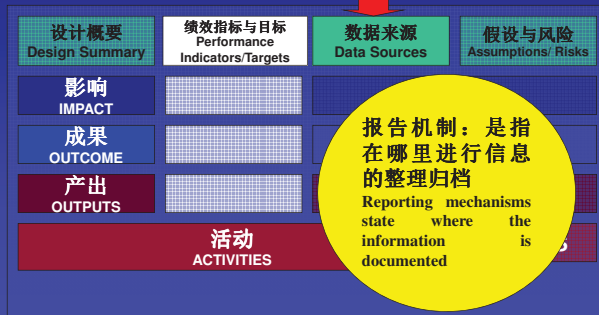 设计概要
Design Summary
绩效指标与目标
Performance
Indicators/Targets
数据来源
Data Sources
假设与风险
Assumptions/ Risks
影响
IMPACT
成果
OUTCOME
产出
OUTPUTS
活动
ACTIVITIES
报告机制：是指
在哪里进行信息
的整理归档
Reporting mechanisms
state where the
information is
documented